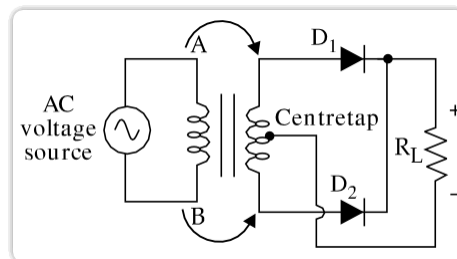 A
D1
AC
voltage
source
Centretap
+
RL
D2
–
B